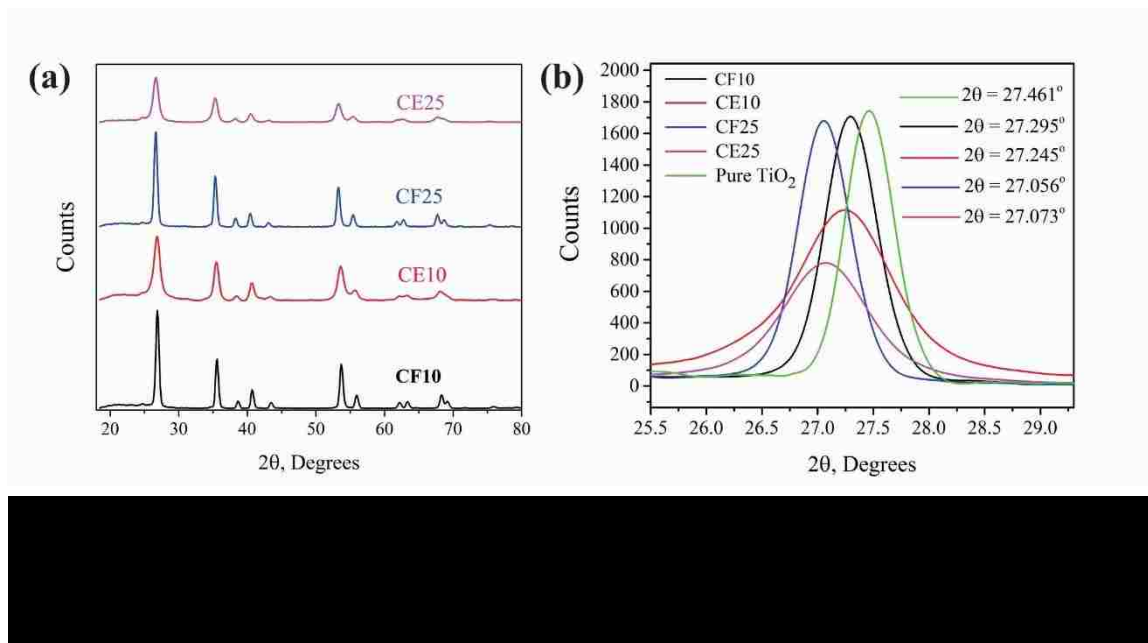 (a)
CE25
CF25
CE10
CF10
Counts
20 30 40 50 60 70 80
2θ, Degrees
(b)
2000
1800
1600
1400
1200
1000
800
600
400
200
0
Counts
CF10
CE10
CF25
CE25
Pure TiO₂
2θ = 27.461°
2θ = 27.295°
2θ = 27.245°
2θ = 27.056°
2θ = 27.073°
25.5 26.0 26.5 27.0 27.5 28.0 28.5 29.0
2θ, Degrees